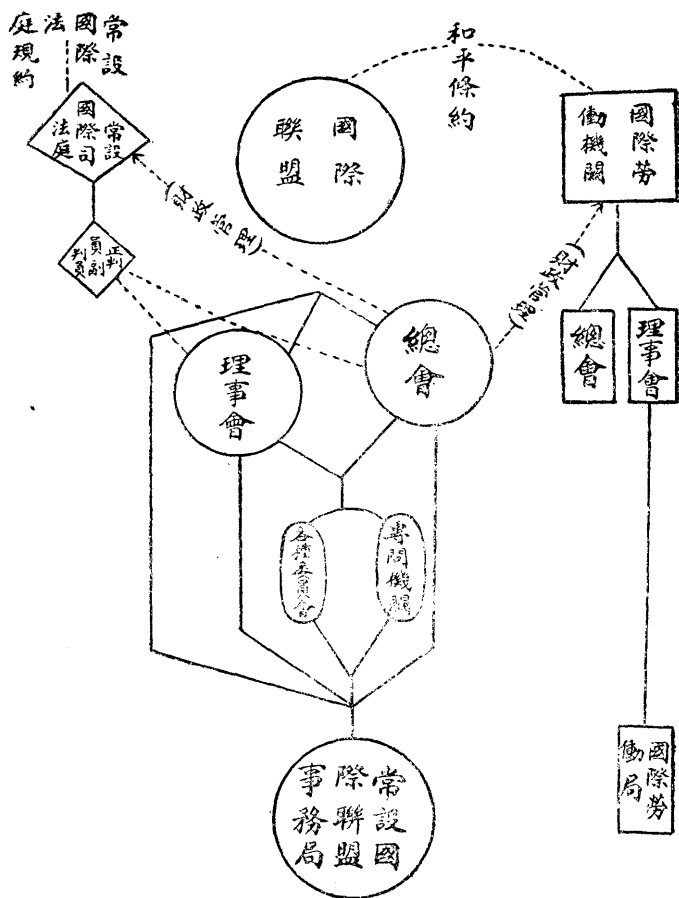 常設
國際
法
庭規約
和平條約
國際勞
働機關
國際
聯盟
常設
國際司
法庭
正判
員副
判員
(財政管理)
(財政管理)
理事會
總會
總會
理事會
專問機關
各種委員會
國際勞
働局
常設國
際聯盟
事務局